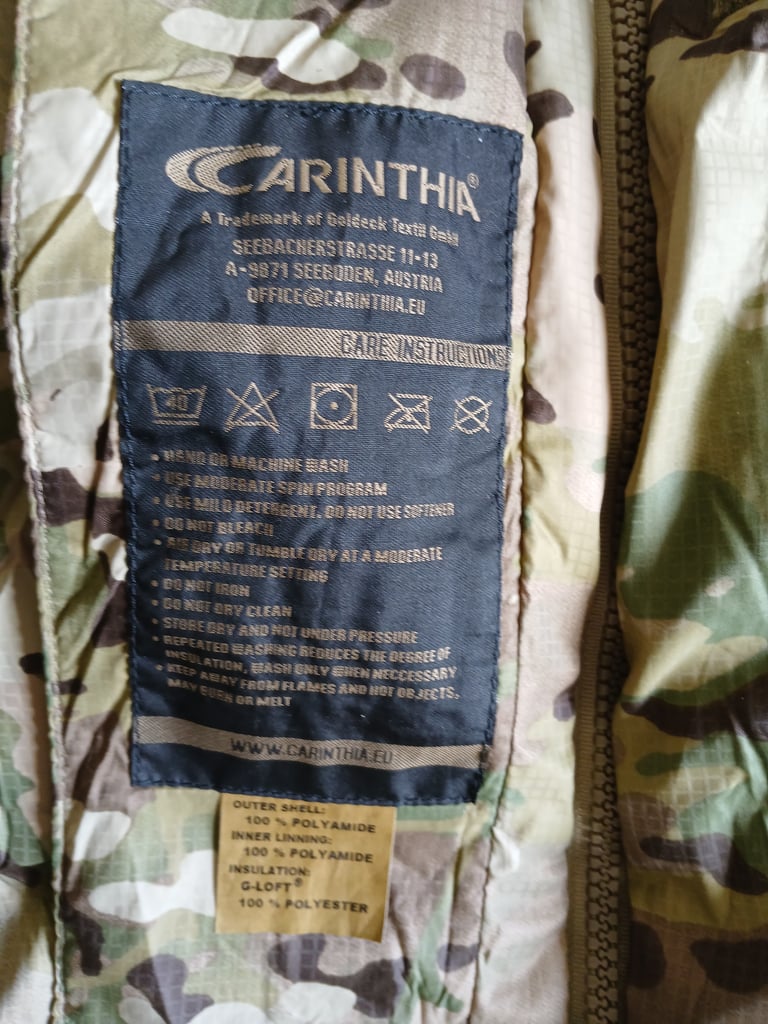 CARINTHIA®
A Trademark of Goldeck Textil GmbH
SEEBACHERSTRASSE 11-13
A-9871 SEEBODEN, AUSTRIA
OFFICE@CARINTHIA.EU
CARE INSTRUCTIONS
40
• HAND OR MACHINE WASH
• USE MODERATE SPIN PROGRAM
• USE MILD DETERGENT. DO NOT USE SOFTENER
• DO NOT BLEACH
• AIR DRY OR TUMBLE DRY AT A MODERATE
TEMPERATURE SETTING
• DO NOT IRON
• DO NOT DRY CLEAN
• STORE DRY AND NOT UNDER PRESSURE
• REPEATED WASHING REDUCES THE DEGREE OF
INSULATION, WASH ONLY WHEN NECCESSARY
• KEEP AWAY FROM FLAMES AND HOT OBJECTS.
MAY BURN OR MELT
WWW.CARINTHIA.EU
OUTER SHELL:
100 % POLYAMIDE
INNER LINNING:
100 % POLYAMIDE
INSULATION:
G-LOFT®
100 % POLYESTER